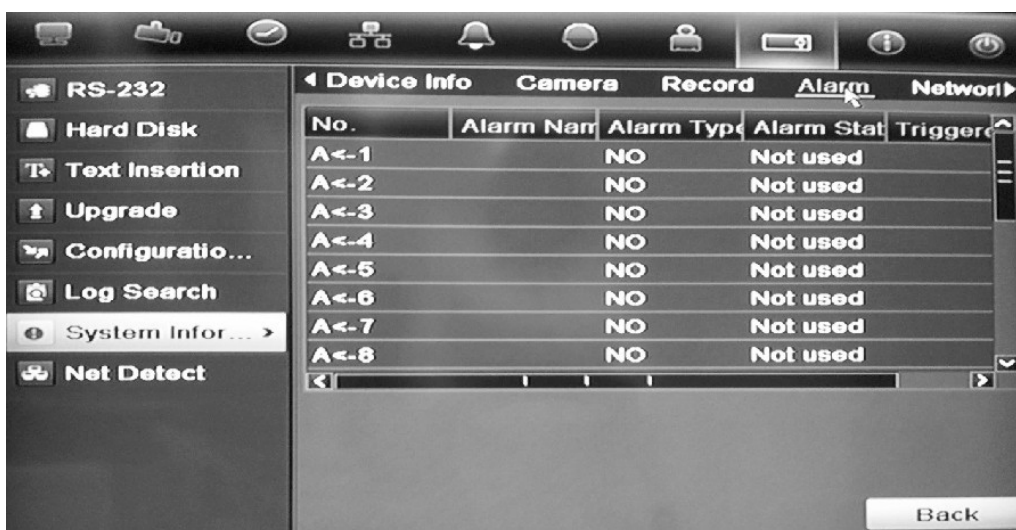 Device Info Camera Record Alarm Networ
RS-232
Hard Disk
Text Insertion
Upgrade
Configuratio...
Log Search
System Infor... >
Net Detect
No. Alarm Nam Alarm Type Alarm Stat Triggere
A<-1 NO Not used
A<-2 NO Not used
A<-3 NO Not used
A<-4 NO Not used
A<-5 NO Not used
A<-6 NO Not used
A<-7 NO Not used
A<-8 NO Not used
Back